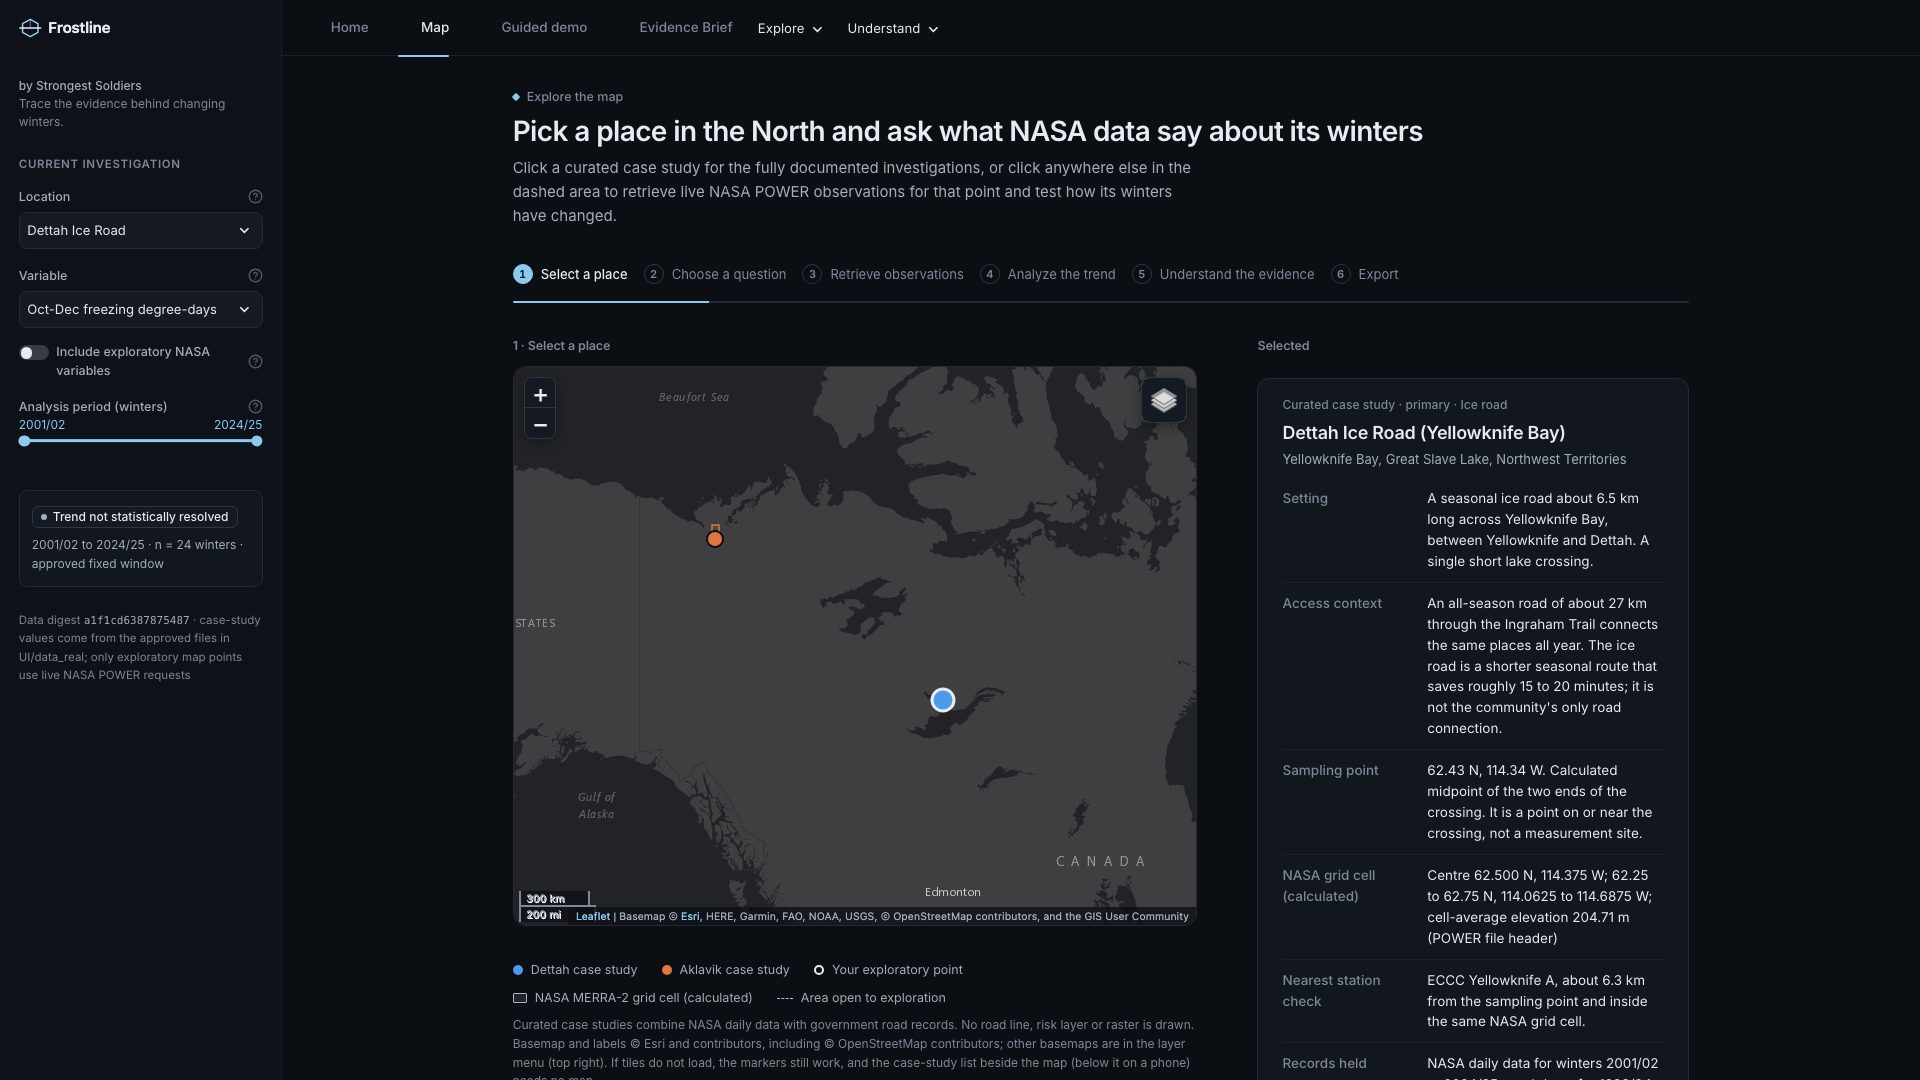 Frostline
by Strongest Soldiers
Trace the evidence behind changing
winters.
CURRENT INVESTIGATION
Location
Dettah Ice Road
Variable
Oct-Dec freezing degree-days
Include exploratory NASA
variables
Analysis period (winters)
2001/02 2024/25
Trend not statistically resolved
2001/02 to 2024/25 · n = 24 winters ·
approved fixed window
Data digest a1f1cd6387875487 · case-study
values come from the approved files in
UI/data_real; only exploratory map points
use live NASA POWER requests
Home Map Guided demo Evidence Brief Explore Understand
Explore the map
Pick a place in the North and ask what NASA data say about its winters
Click a curated case study for the fully documented investigations, or click anywhere else in the
dashed area to retrieve live NASA POWER observations for that point and test how its winters
have changed.
1 Select a place 2 Choose a question 3 Retrieve observations 4 Analyze the trend 5 Understand the evidence 6 Export
1 · Select a place
+
−
Beaufort Sea
STATES
Gulf of
Alaska
CANADA
Edmonton
300 km
200 mi
Leaflet | Basemap © Esri, HERE, Garmin, FAO, NOAA, USGS, © OpenStreetMap contributors, and the GIS User Community
Dettah case study Aklavik case study Your exploratory point
NASA MERRA-2 grid cell (calculated) Area open to exploration
Curated case studies combine NASA daily data with government road records. No road line, risk layer or raster is drawn.
Basemap and labels © Esri and contributors, including © OpenStreetMap contributors; other basemaps are in the layer
menu (top right). If tiles do not load, the markers still work, and the case-study list beside the map (below it on a phone)
Selected
Curated case study · primary · Ice road
Dettah Ice Road (Yellowknife Bay)
Yellowknife Bay, Great Slave Lake, Northwest Territories
Setting
A seasonal ice road about 6.5 km
long across Yellowknife Bay,
between Yellowknife and Dettah. A
single short lake crossing.
Access context
An all-season road of about 27 km
through the Ingraham Trail connects
the same places all year. The ice
road is a shorter seasonal route that
saves roughly 15 to 20 minutes; it is
not the community's only road
connection.
Sampling point
62.43 N, 114.34 W. Calculated
midpoint of the two ends of the
crossing. It is a point on or near the
crossing, not a measurement site.
NASA grid cell
(calculated)
Centre 62.500 N, 114.375 W; 62.25
to 62.75 N, 114.0625 to 114.6875 W;
cell-average elevation 204.71 m
(POWER file header)
Nearest station
check
ECCC Yellowknife A, about 6.3 km
from the sampling point and inside
the same NASA grid cell.
Records held
NASA daily data for winters 2001/02